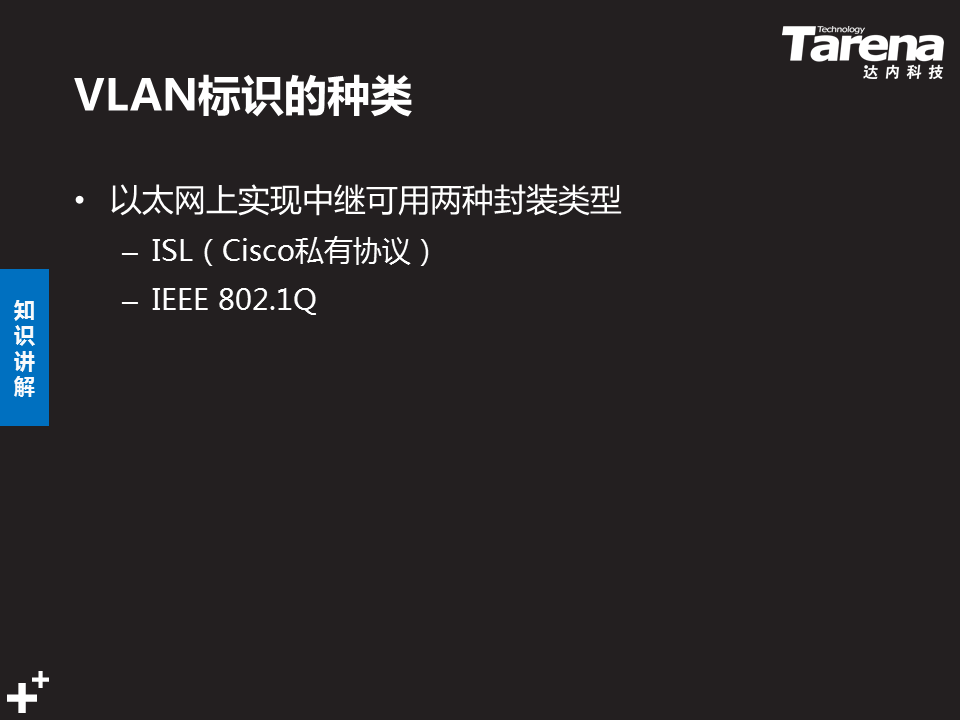 Technology
Tarena
达内科技
VLAN标识的种类
• 以太网上实现中继可用两种封装类型
– ISL（Cisco私有协议）
– IEEE 802.1Q
知
识
讲
解